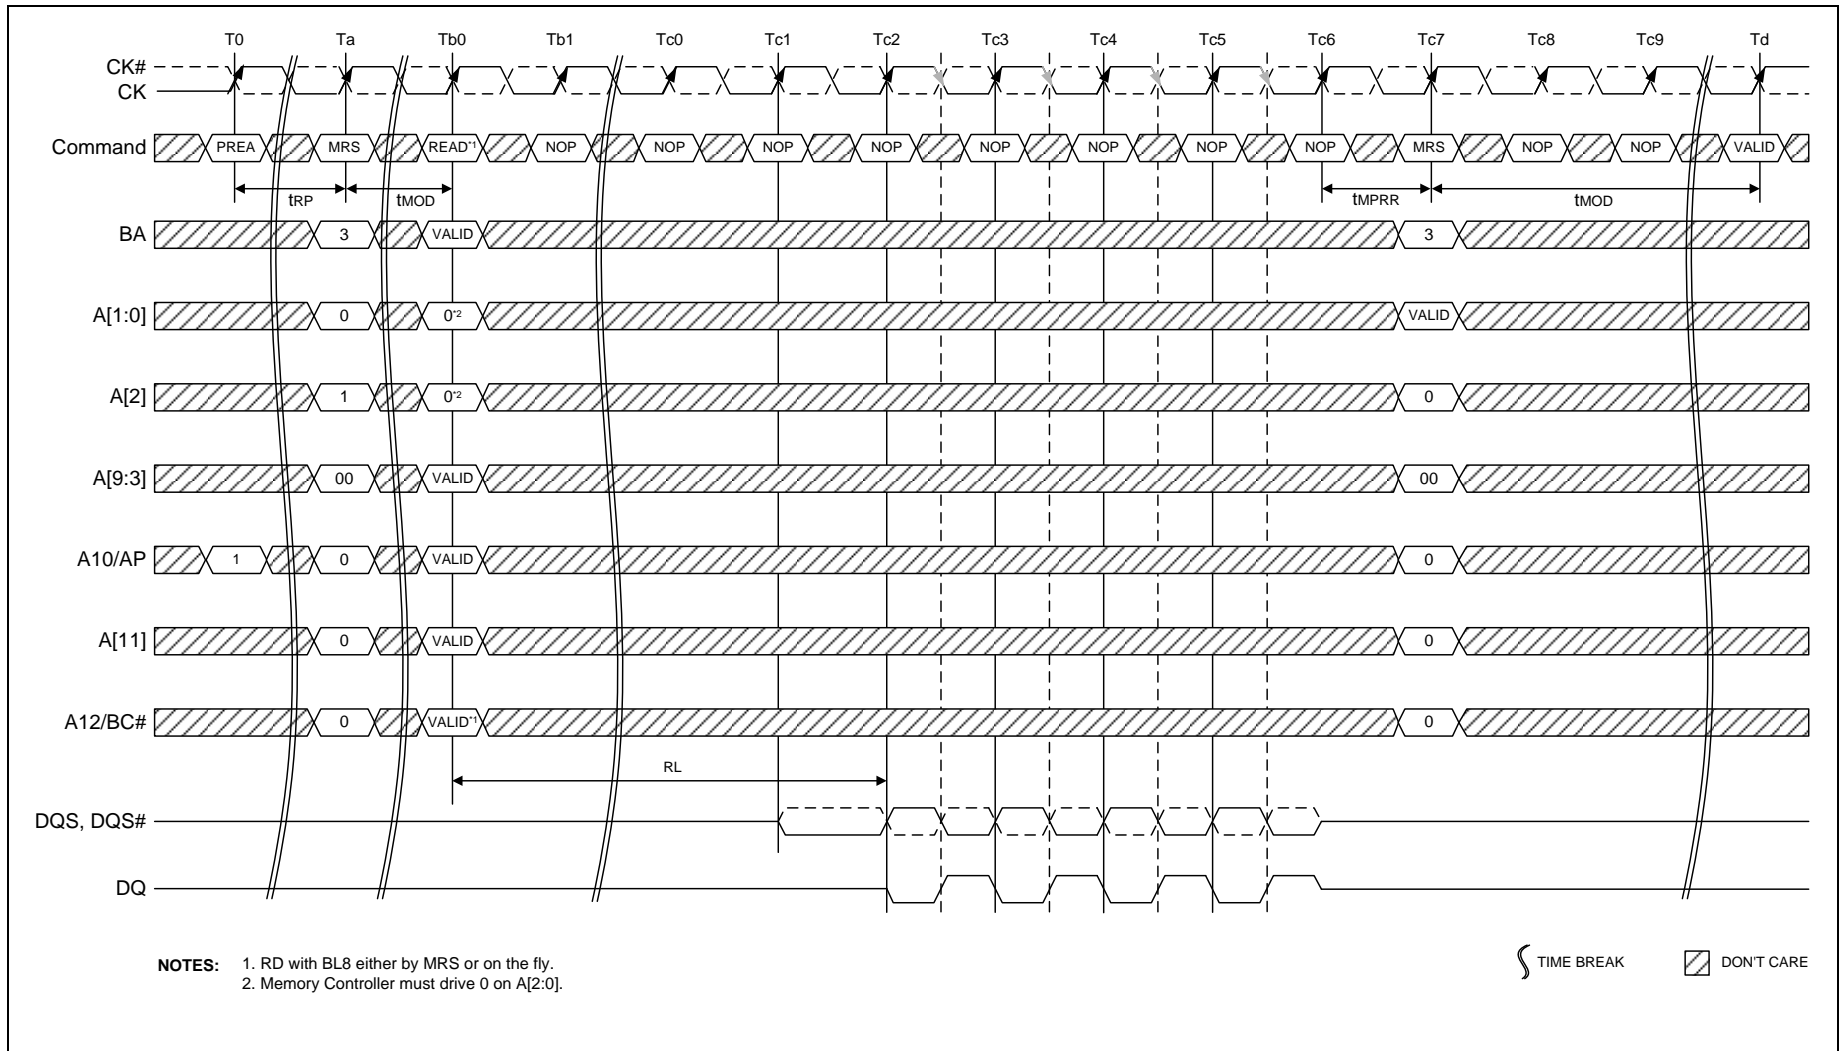 T0 Ta Tb0 Tb1 Tc0 Tc1 Tc2 Tc3 Tc4 Tc5 Tc6 Tc7 Tc8 Tc9 Td
CK#
CK
Command PREA MRS READ*1 NOP NOP NOP NOP NOP NOP NOP NOP MRS NOP NOP VALID
tRP tMOD tMPRR tMOD
BA 3 VALID 3
A[1:0] 0 0*2 VALID
A[2] 1 0*2 0
A[9:3] 00 VALID 00
A10/AP 1 0 VALID 0
A[11] 0 VALID 0
A12/BC# 0 VALID*1 0
RL
DQS, DQS#
DQ
NOTES: 1. RD with BL8 either by MRS or on the fly.
2. Memory Controller must drive 0 on A[2:0].
TIME BREAK DON'T CARE